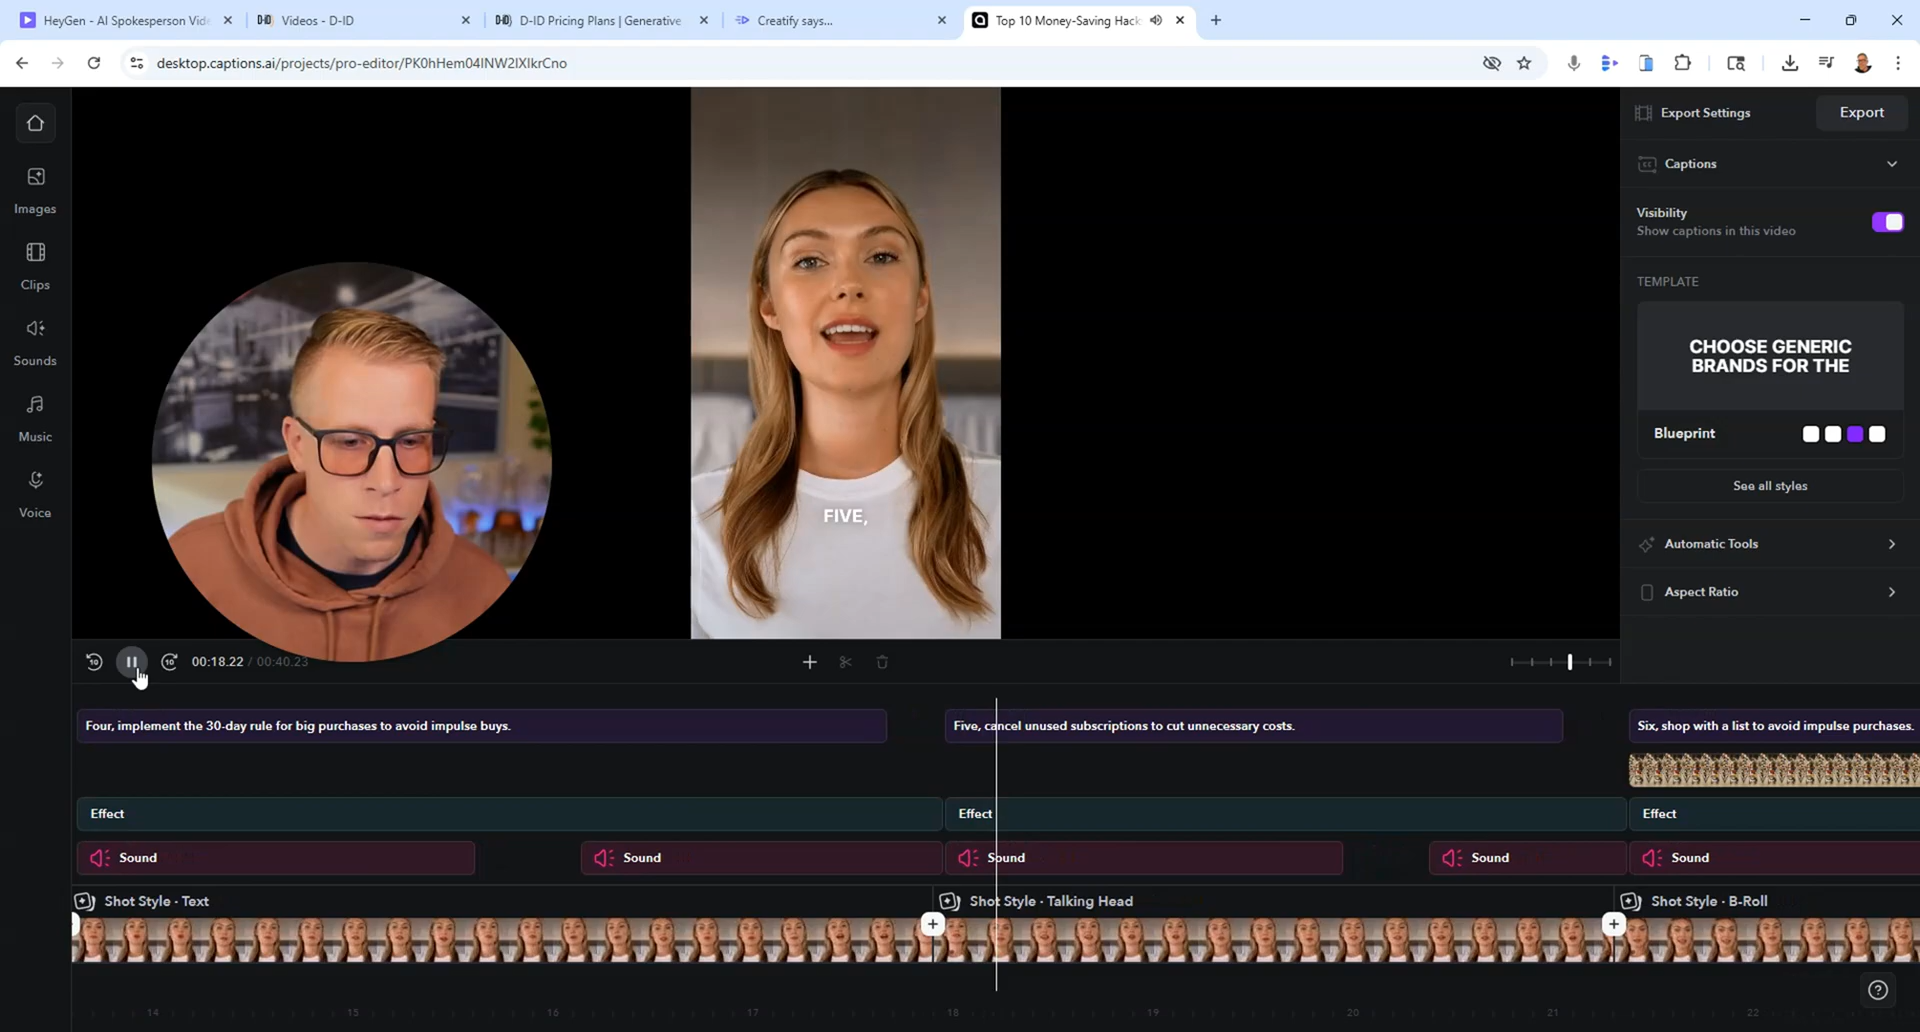 HeyGen - AI Spokesperson Vide
Videos - D-ID
D-ID Pricing Plans | Generative
Creatify says...
Top 10 Money-Saving Hack
desktop.captions.ai/projects/pro-editor/PK0hHem04lNW2IXlkrCno
Images
Clips
Sounds
Music
Voice
FIVE,
Export Settings
Export
Captions
Visibility
Show captions in this video
TEMPLATE
CHOOSE GENERIC
BRANDS FOR THE
Blueprint
See all styles
Automatic Tools
Aspect Ratio
10
10
00:18.22 / 00:40.23
Four, implement the 30-day rule for big purchases to avoid impulse buys.
Five, cancel unused subscriptions to cut unnecessary costs.
Six, shop with a list to avoid impulse purchases.
Effect
Effect
Effect
Sound
Sound
Sound
Sound
Sound
Shot Style · Text
Shot Style · Talking Head
Shot Style · B-Roll
14
15
16
17
18
19
20
21
22